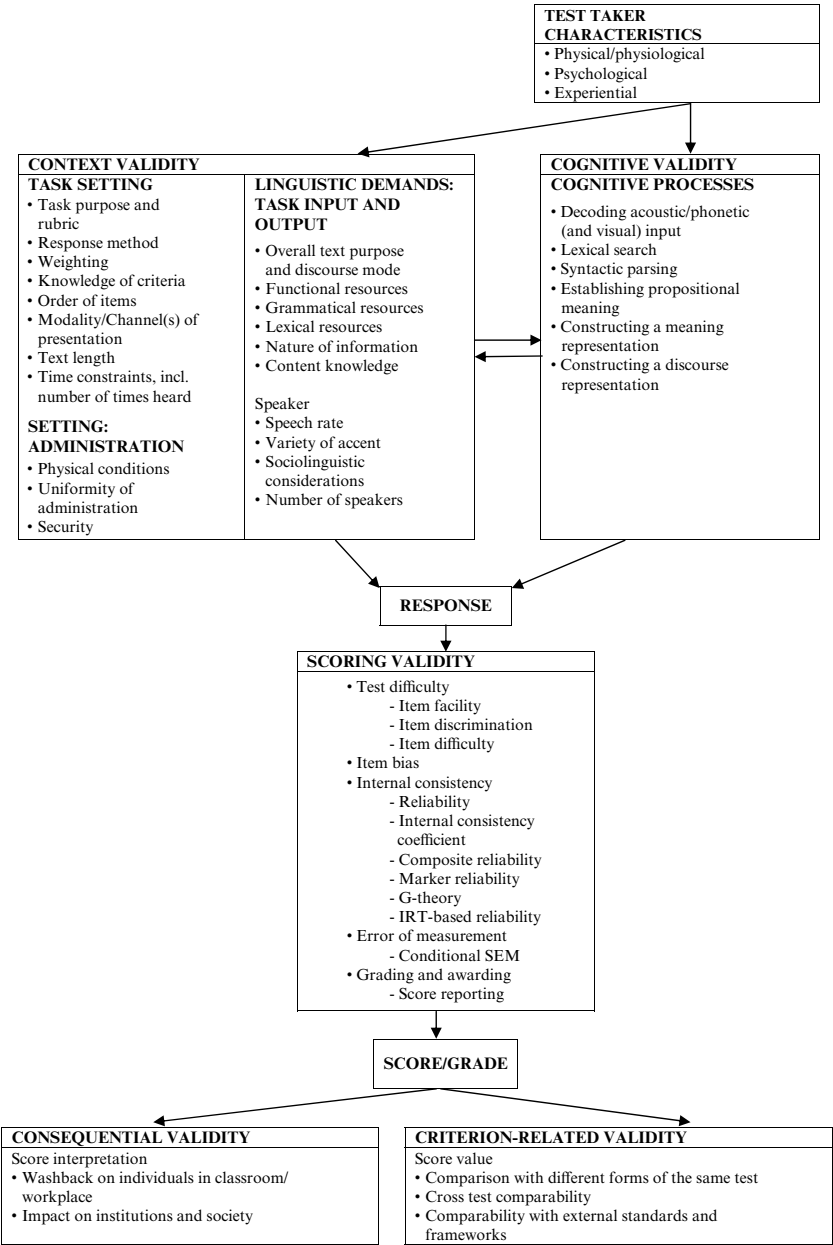 TEST TAKER
CHARACTERISTICS
• Physical/physiological
• Psychological
• Experiential
CONTEXT VALIDITY
TASK SETTING
• Task purpose and
rubric
• Response method
• Weighting
• Knowledge of criteria
• Order of items
• Modality/Channel(s) of
presentation
• Text length
• Time constraints, incl.
number of times heard
SETTING:
ADMINISTRATION
• Physical conditions
• Uniformity of
administration
• Security
LINGUISTIC DEMANDS:
TASK INPUT AND
OUTPUT
• Overall text purpose
and discourse mode
• Functional resources
• Grammatical resources
• Lexical resources
• Nature of information
• Content knowledge
Speaker
• Speech rate
• Variety of accent
• Sociolinguistic
considerations
• Number of speakers
COGNITIVE VALIDITY
COGNITIVE PROCESSES
• Decoding acoustic/phonetic
(and visual) input
• Lexical search
• Syntactic parsing
• Establishing propositional
meaning
• Constructing a meaning
representation
• Constructing a discourse
representation
RESPONSE
SCORING VALIDITY
• Test difficulty
- Item facility
- Item discrimination
- Item difficulty
• Item bias
• Internal consistency
- Reliability
- Internal consistency
coefficient
- Composite reliability
- Marker reliability
- G-theory
- IRT-based reliability
• Error of measurement
- Conditional SEM
• Grading and awarding
- Score reporting
SCORE/GRADE
CONSEQUENTIAL VALIDITY
Score interpretation
• Washback on individuals in classroom/
workplace
• Impact on institutions and society
CRITERION-RELATED VALIDITY
Score value
• Comparison with different forms of the same test
• Cross test comparability
• Comparability with external standards and
frameworks